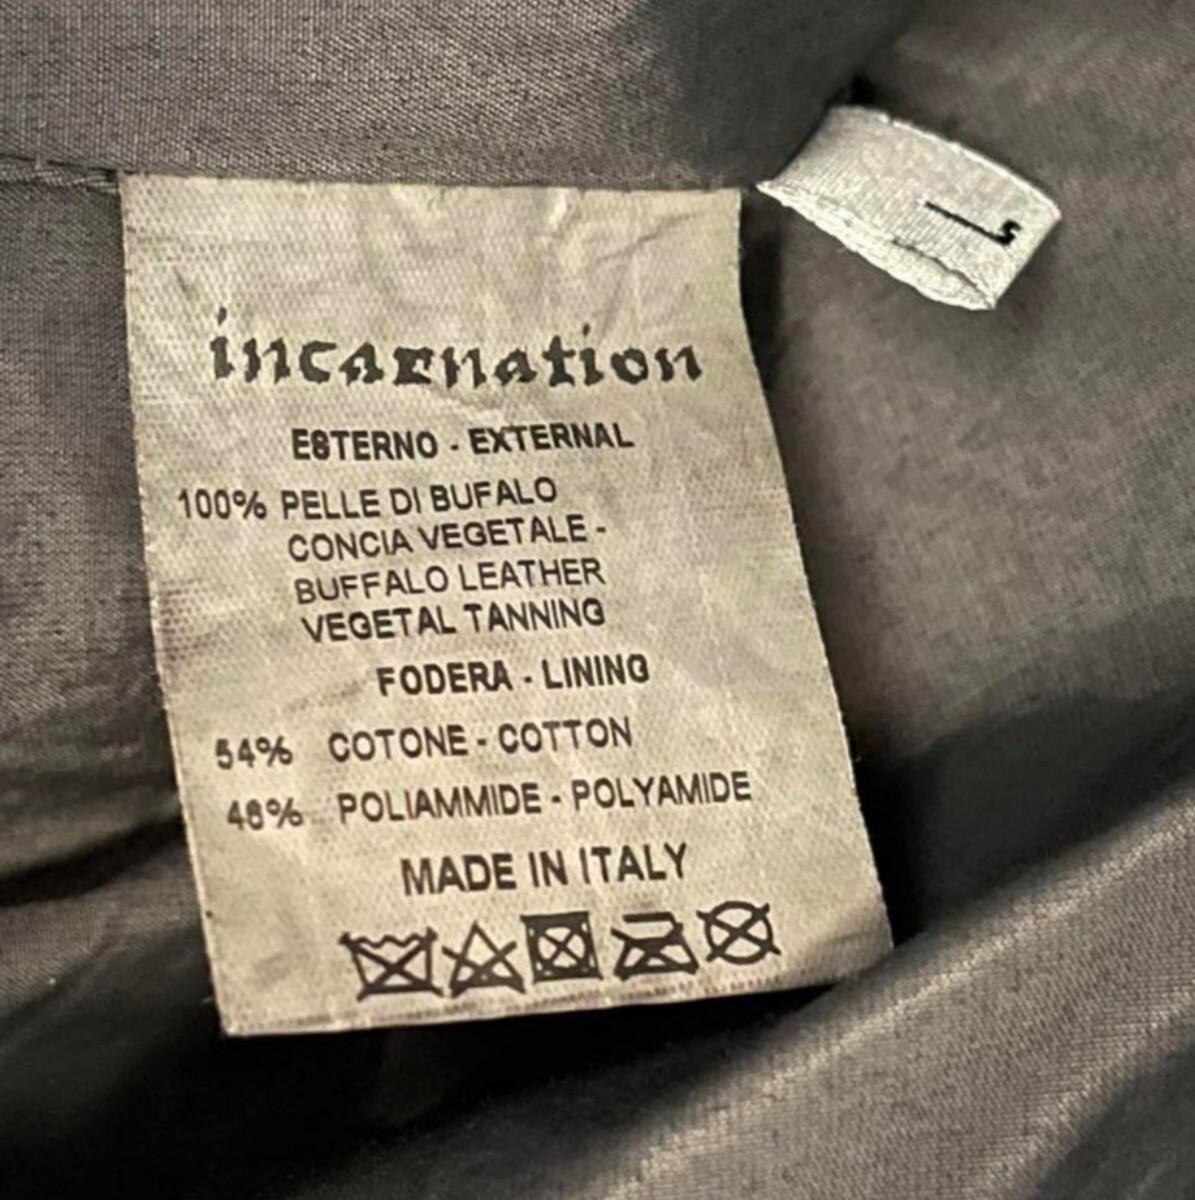 incarnation
ESTERNO - EXTERNAL
100% PELLE DI BUFALO
CONCIA VEGETALE -
BUFFALO LEATHER
VEGETAL TANNING
FODERA - LINING
54% COTONE - COTTON
46% POLIAMMIDE - POLYAMIDE
MADE IN ITALY